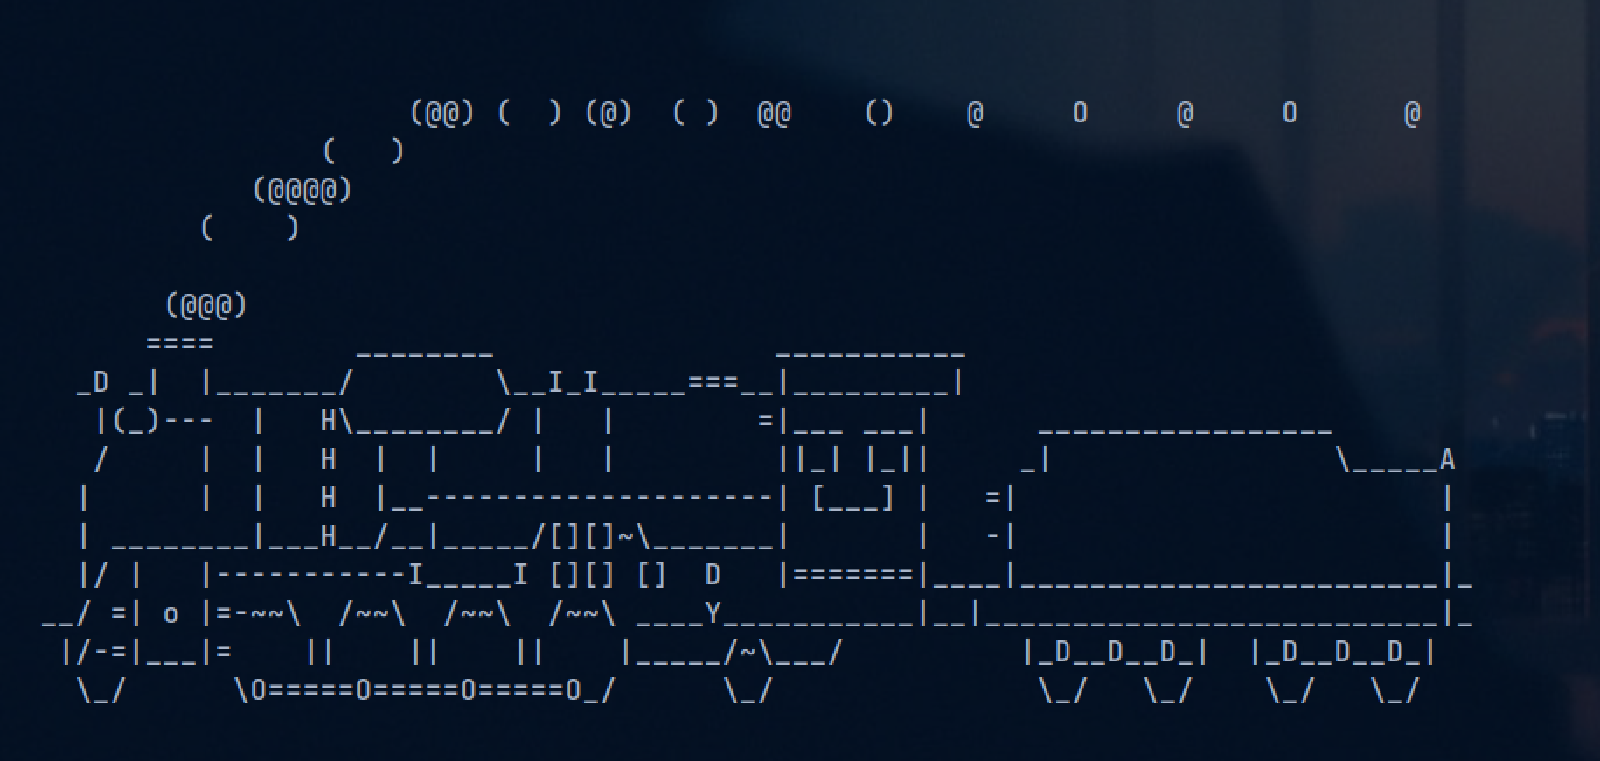 (@@) (  ) (@)  ( )  @@    ()    @     O     @     O      @
                (   )
            (@@@@)
         (    )

       (@@@)
      ====        ________                ___________
  _D _|  |_______/        \__I_I_____===__|_________|
   |(_)---  |   H\________/ |   |        =|___ ___|      _________________
   /     |  |   H  |  |     |   |         ||_| |_||     _|                \_____A
  |      |  |   H  |__--------------------| [___] |   =|                        |
  | ________|___H__/__|_____/[][]~\_______|       |   -|                        |
  |/ |   |-----------I_____I [][] []  D   |=======|____|________________________|_
__/ =| o |=-~~\  /~~\  /~~\  /~~\ ____Y___________|__|__________________________|_
 |/-=|___|=    ||    ||    ||    |_____/~\___/          |_D__D__D_|  |_D__D__D_|
  \_/      \O=====O=====O=====O_/      \_/               \_/   \_/    \_/   \_/